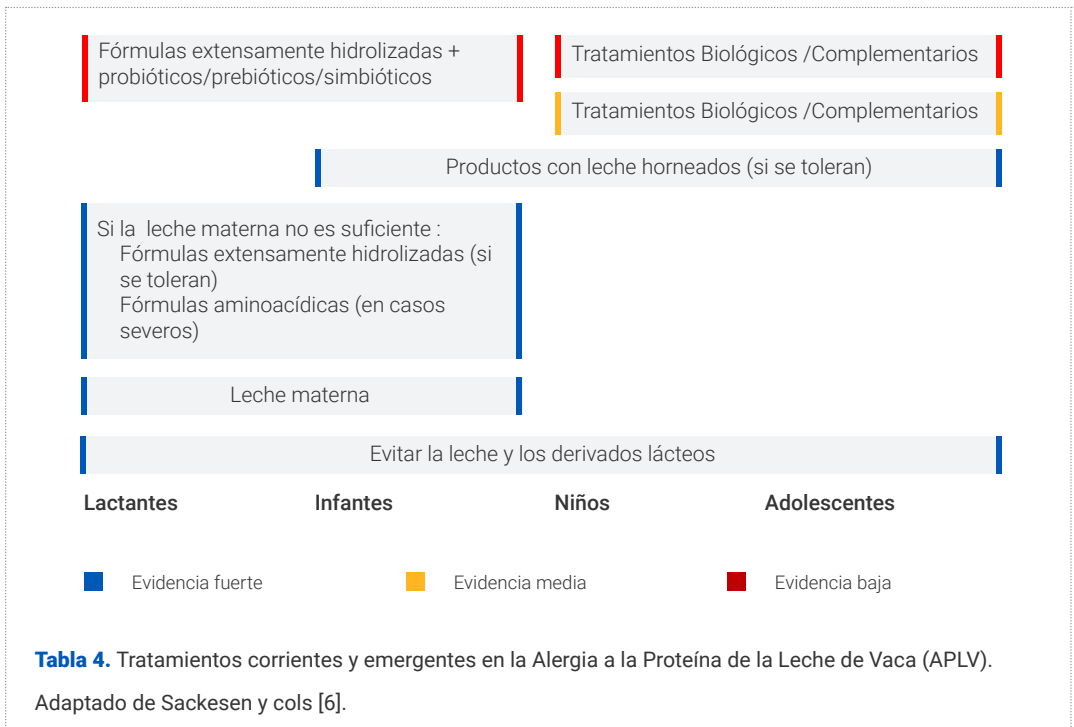 Fórmulas extensamente hidrolizadas +
probióticos/prebióticos/simbióticos
Tratamientos Biológicos /Complementarios
Tratamientos Biológicos /Complementarios
Productos con leche horneados (si se toleran)
Si la leche materna no es suficiente :
Fórmulas extensamente hidrolizadas (si
se toleran)
Fórmulas aminoacídicas (en casos
severos)
Leche materna
Evitar la leche y los derivados lácteos
Lactantes
Infantes
Niños
Adolescentes
Evidencia fuerte
Evidencia media
Evidencia baja
Tabla 4. Tratamientos corrientes y emergentes en la Alergia a la Proteína de la Leche de Vaca (APLV).
Adaptado de Sackesen y cols [6].